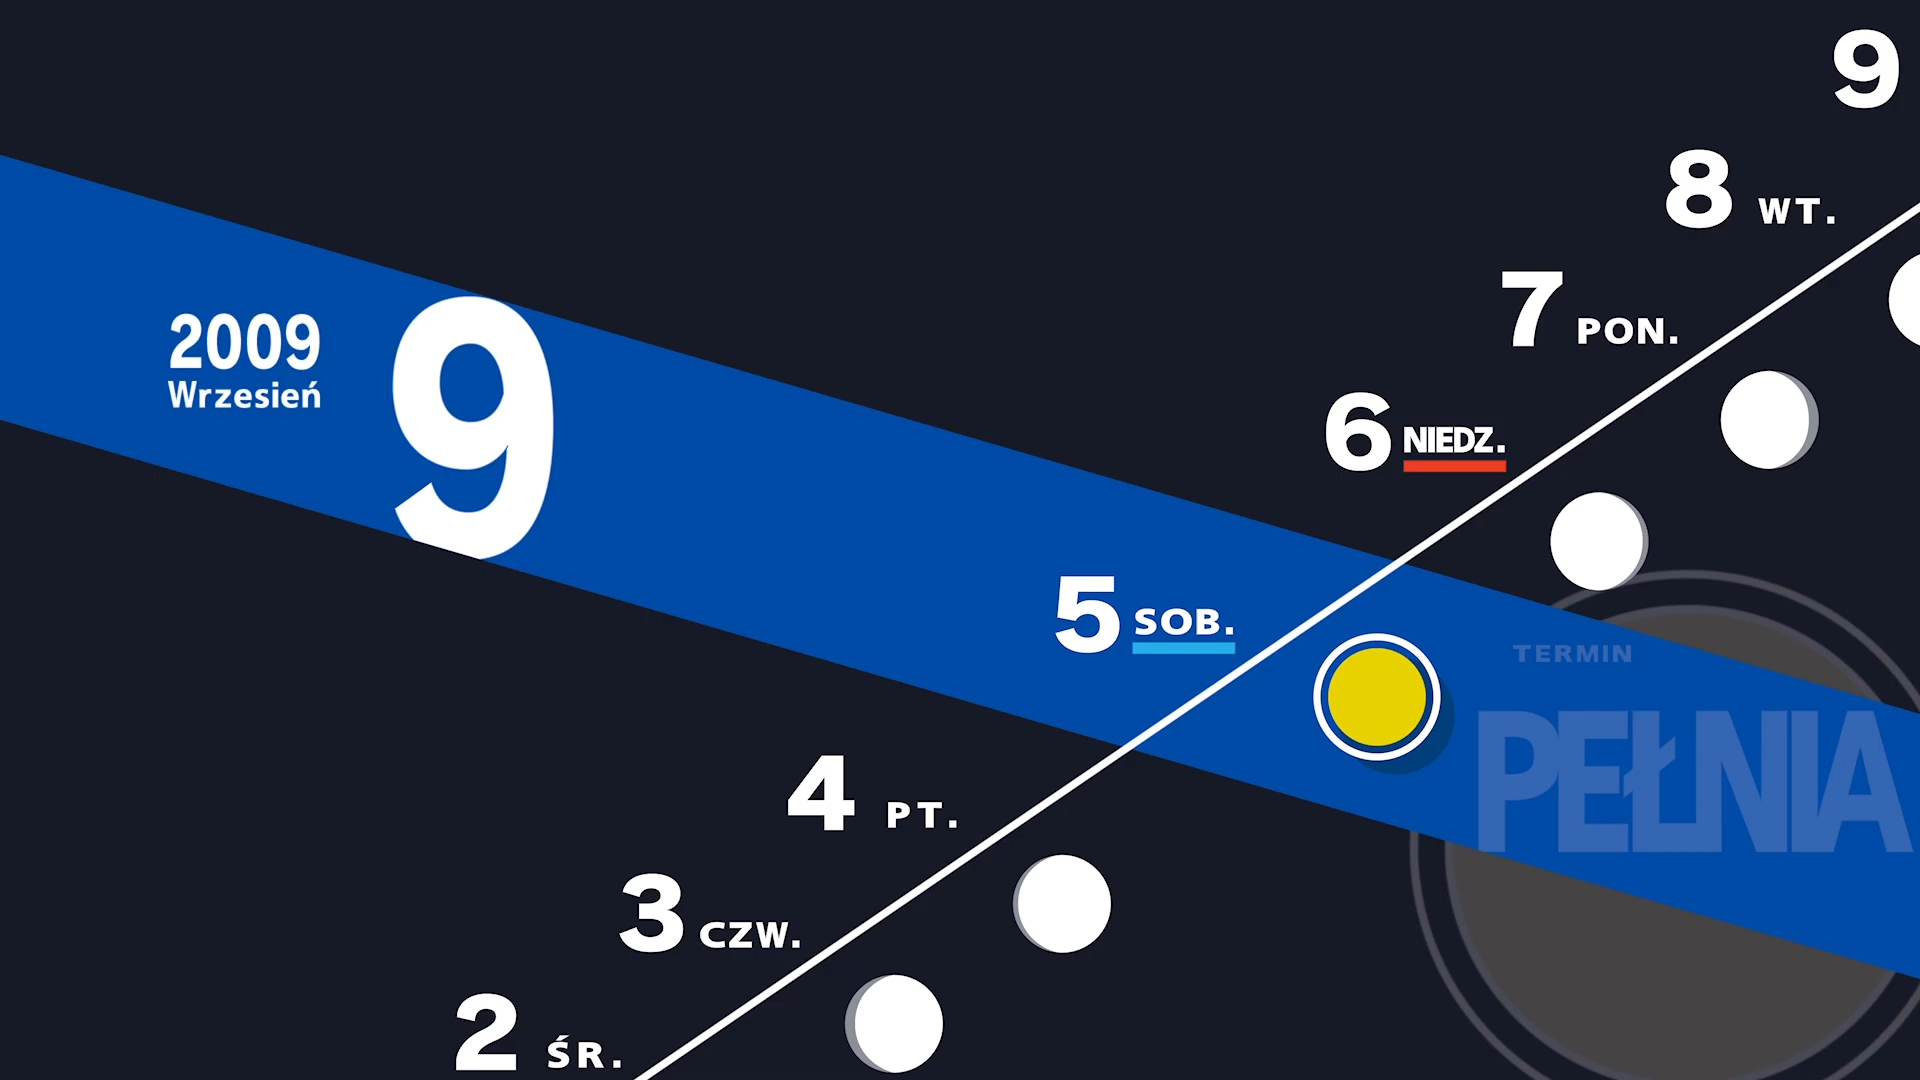 2009
Wrzesień
9
9
8 WT.
7 PON.
6 NIEDZ.
5 SOB.
4 PT.
3 CZW.
2 ŚR.
TERMIN
PEŁNIA